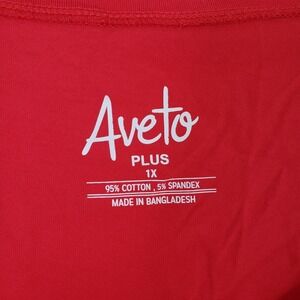 Aveto
PLUS
1X
95% COTTON , 5% SPANDEX
MADE IN BANGLADESH